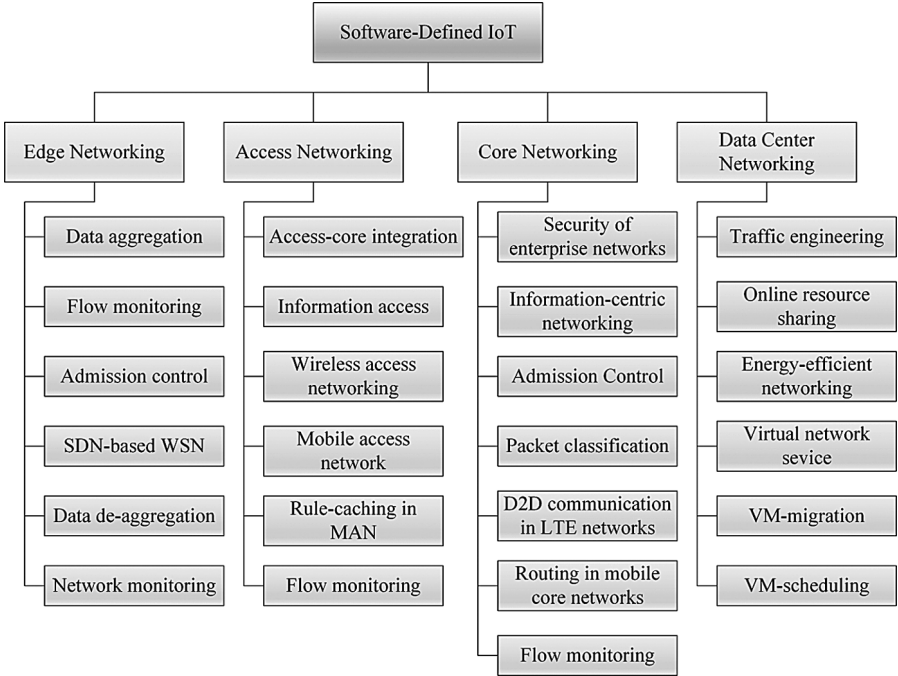 Software-Defined IoT
Edge Networking
Data aggregation
Flow monitoring
Admission control
SDN-based WSN
Data de-aggregation
Network monitoring
Access Networking
Access-core integration
Information access
Wireless access
networking
Mobile access
network
Rule-caching in
MAN
Flow monitoring
Core Networking
Security of
enterprise networks
Information-centric
networking
Admission Control
Packet classification
D2D communication
in LTE networks
Routing in mobile
core networks
Flow monitoring
Data Center
Networking
Traffic engineering
Online resource
sharing
Energy-efficient
networking
Virtual network
sevice
VM-migration
VM-scheduling